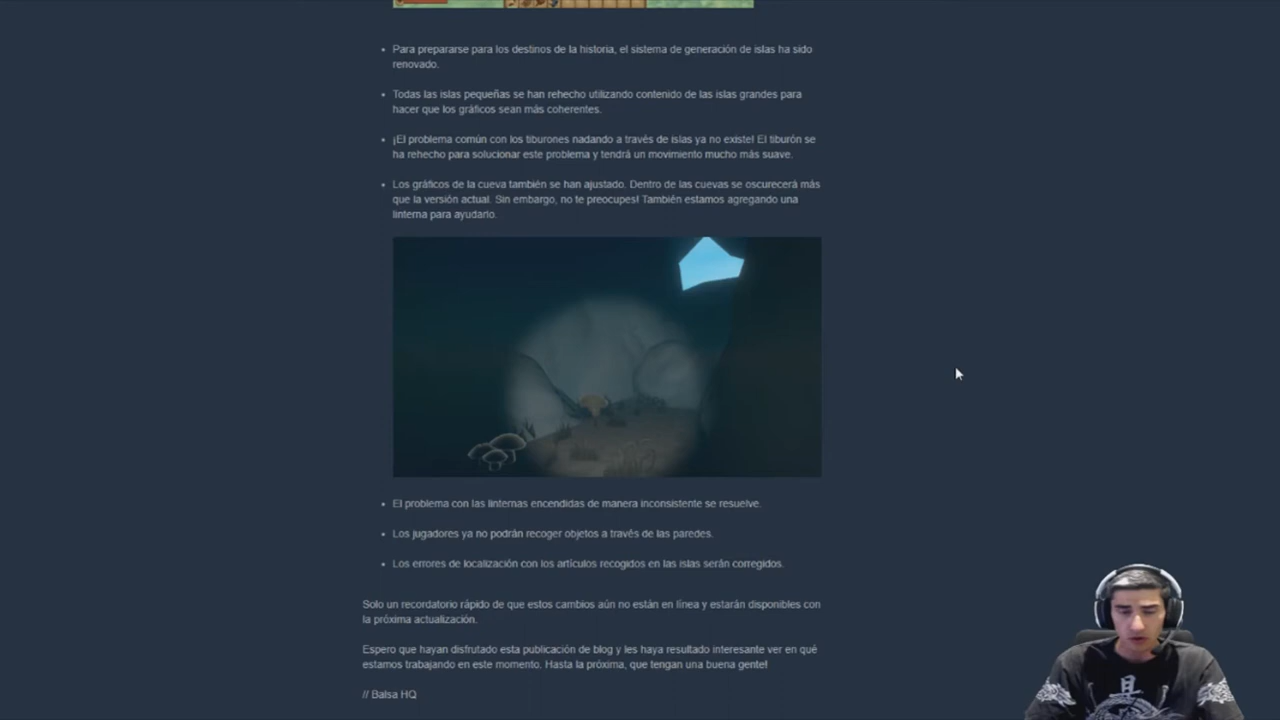 • Para prepararse para los destinos de la historia, el sistema de generación de islas ha sido
renovado.
• Todas las islas pequeñas se han rehecho utilizando contenido de las islas grandes para
hacer que los gráficos sean más coherentes.
• ¡El problema común con los tiburones nadando a través de islas ya no existe! El tiburón se
ha rehecho para solucionar este problema y tendrá un movimiento mucho más suave.
• Los gráficos de la cueva también se han ajustado. Dentro de las cuevas se oscurecerá más
que la versión actual. Sin embargo, no te preocupes! También estamos agregando una
linterna para ayudarlo.
• El problema con las linternas encendidas de manera inconsistente se resuelve.
• Los jugadores ya no podrán recoger objetos a través de las paredes.
• Los errores de localización con los artículos recogidos en las islas serán corregidos.
Solo un recordatorio rápido de que estos cambios aún no están en línea y estarán disponibles con
la próxima actualización.
Espero que hayan disfrutado esta publicación de blog y les haya resultado interesante ver en qué
estamos trabajando en este momento. Hasta la próxima, que tengan una buena gente!
// Balsa HQ